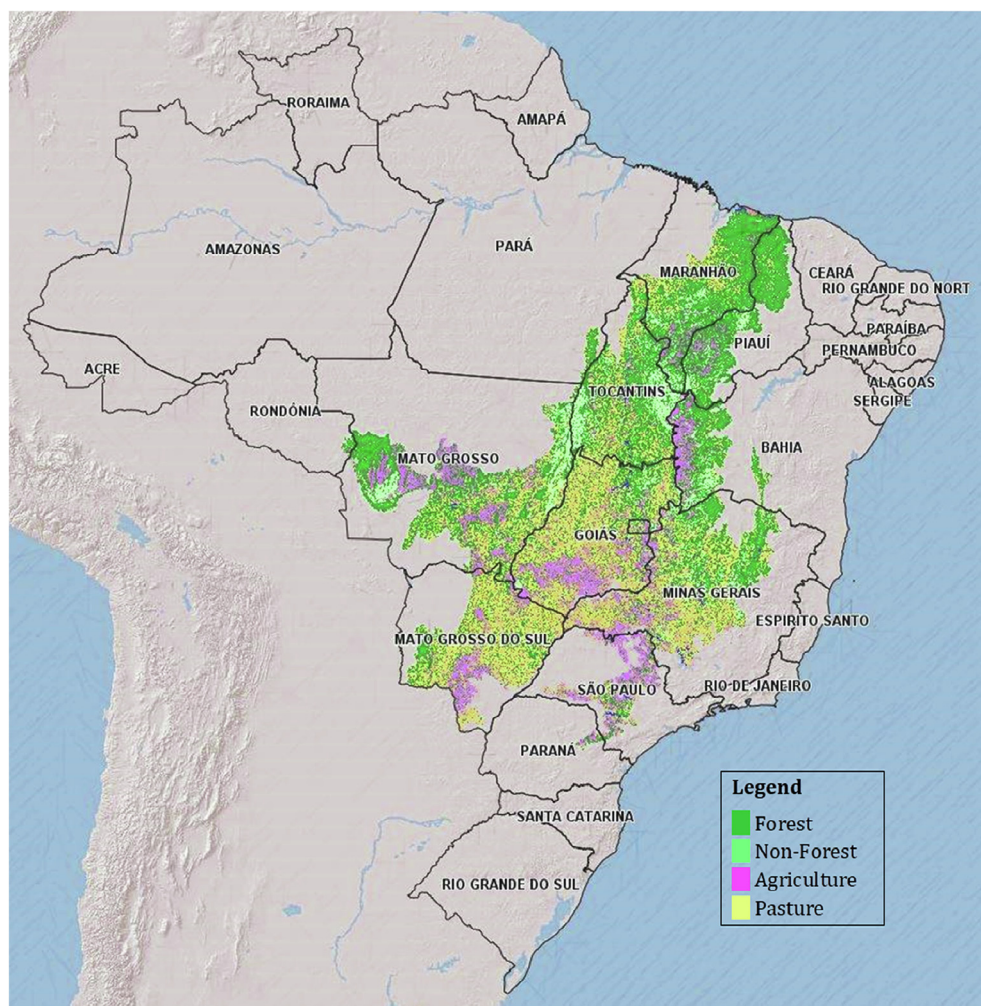 RORAIMA
AMAPÁ
AMAZONAS
PARÁ
MARANHÃO
CEARÁ
RIO GRANDE DO NORT
PARAÍBA
PIAUÍ
PERNAMBUCO
ACRE
TOCANTINS
ALAGOAS
SERGIPE
RONDÔNIA
BAHIA
MATO GROSSO
GOIÁS
MINAS GERAIS
ESPIRITO SANTO
MATO GROSSO DO SUL
SÃO PAULO
RIO DE JANEIRO
PARANÁ
Legend
SANTA CATARINA
Forest
Non-Forest
Agriculture
RIO GRANDE DO SUL
Pasture